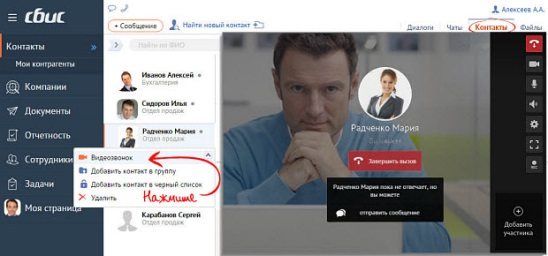 сбис
Алексеев А.А.
+ Сообщения
Найти новый контакт
Диалоги
Чаты
Контакты
Файлы
Контакты »
Мои контрагенты
Компании
Документы
Отчетность
Сотрудники
Задачи
Моя страница
Найти по ФИО
Иванов Алексей
Бухгалтерия
Сидоров Илья
Отдел продаж
Радченко Мария
Отдел продаж
Видеозвонок
Добавить контакт в группу
Добавить контакт в черный список
Удалить
Нажмите
Карабанов Сергей
Отдел продаж
Радченко Мария
Завершить вызов
Радченко Мария пока не отвечает, но
вы можете
отправить сообщение
Добавить
участника